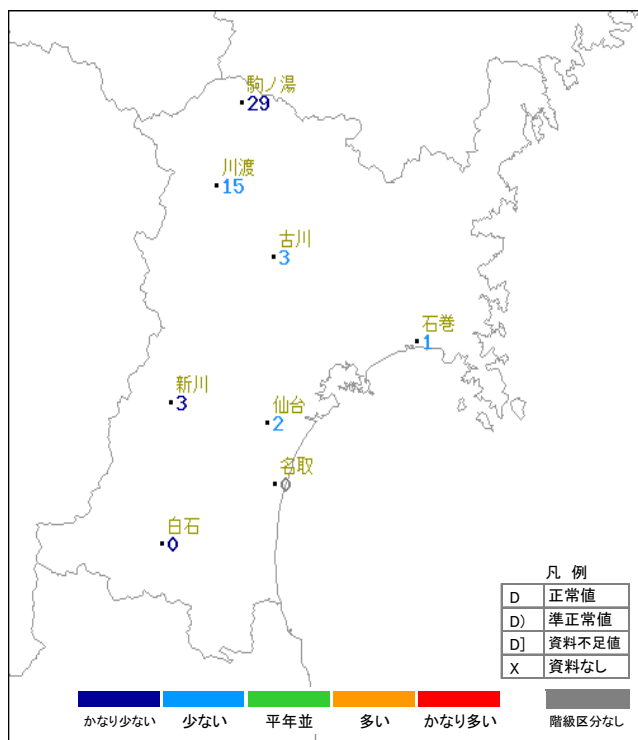 駒ノ湯
29
川渡
15
古川
3
石巻
1
新川
3
仙台
2
名取
0
白石
0
凡 例
D 正常値
D) 準正常値
D] 資料不足値
X 資料なし
かなり少ない 少ない 平年並 多い かなり多い 階級区分なし